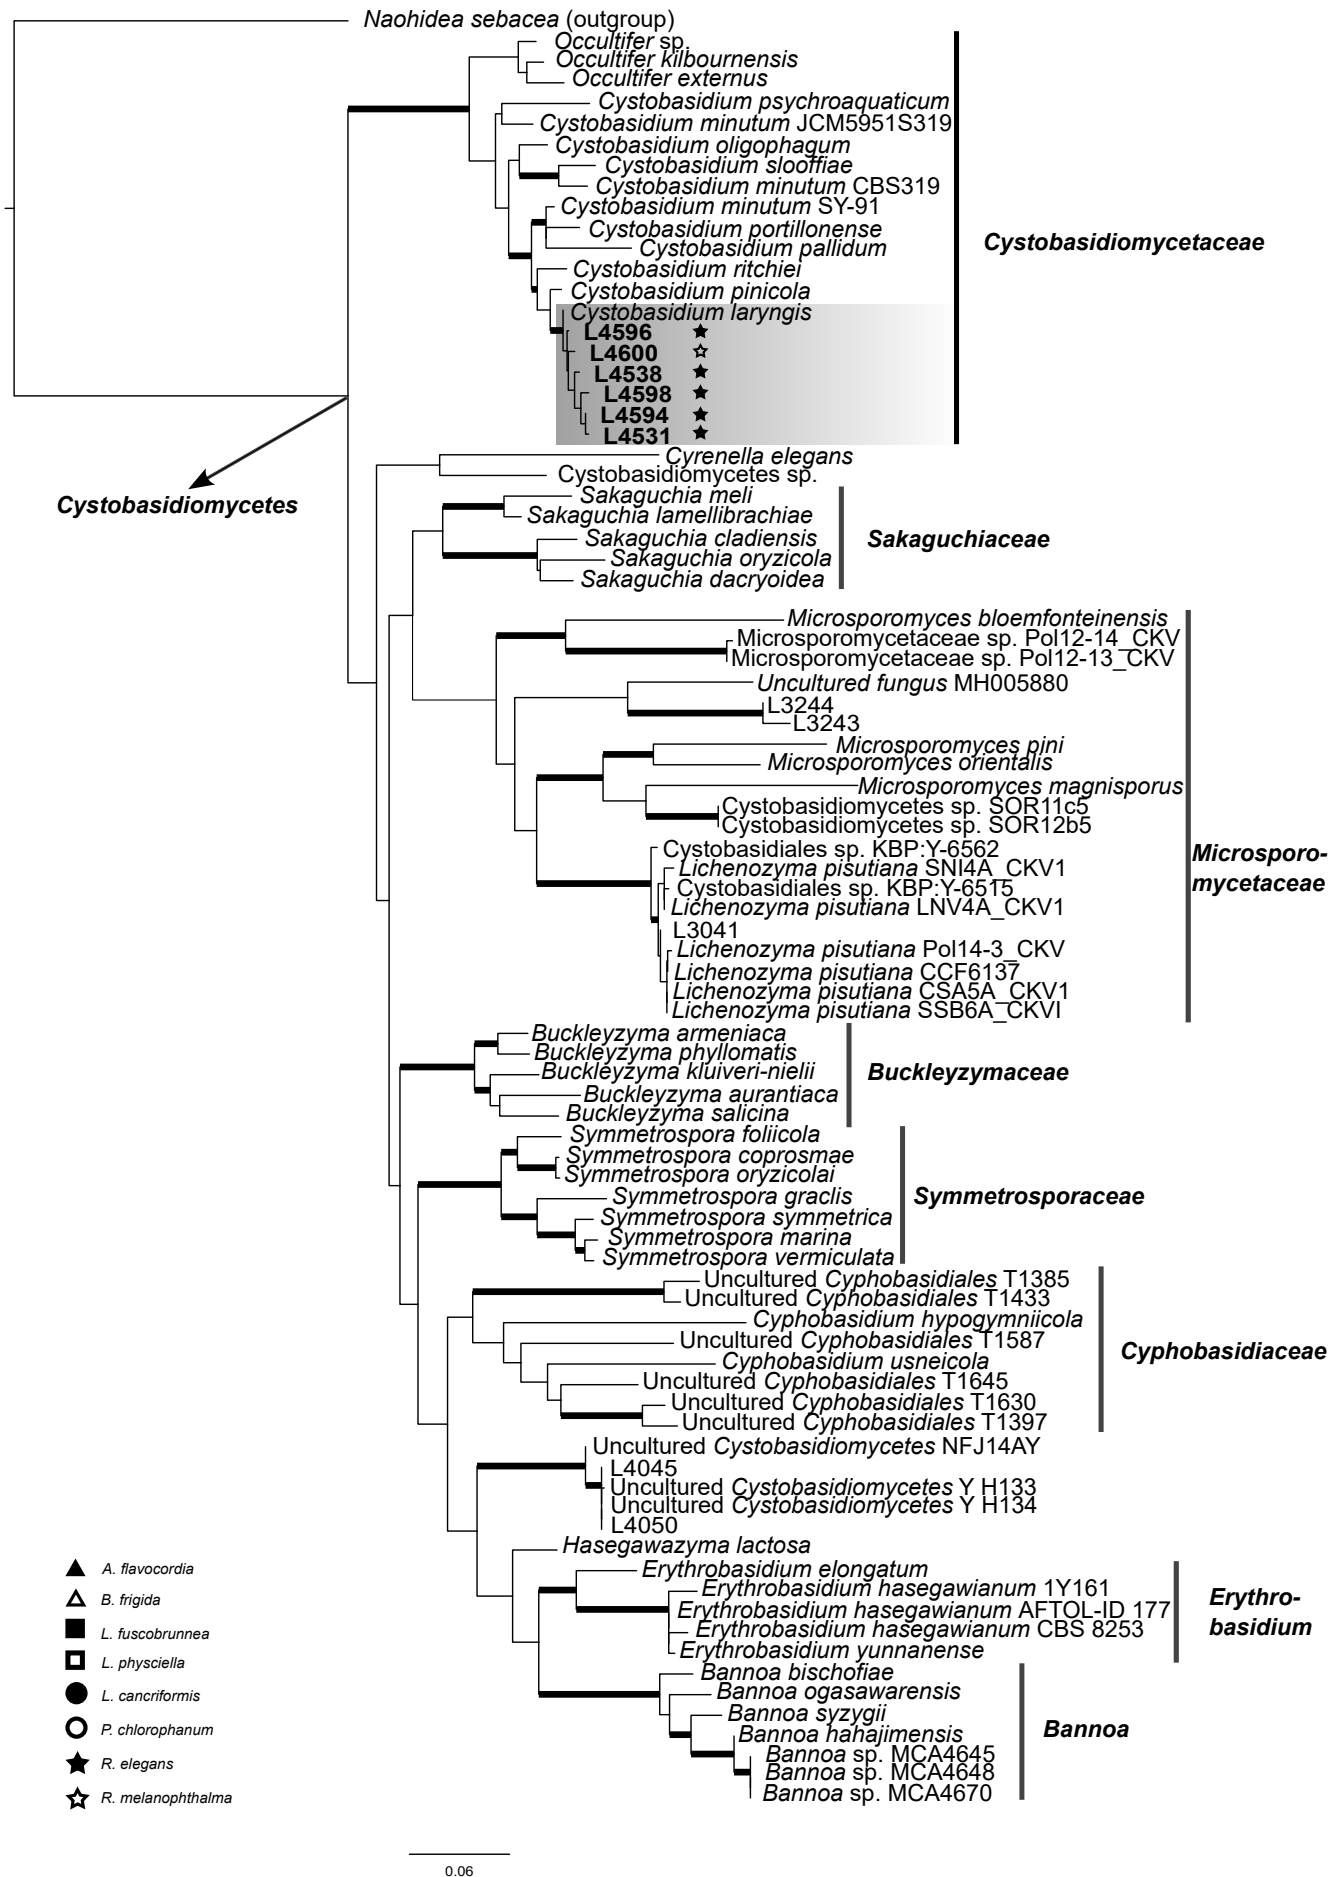 Naohidea sebacea (outgroup)
Occultifer sp.
Occultifer kilbournensis
Occultifer externus
Cystobasidium psychroaquaticum
Cystobasidium minutum JCM5951S319
Cystobasidium oligophagum
Cystobasidium slooffiae
Cystobasidium minutum CBS319
Cystobasidium minutum SY-91
Cystobasidium portillonense
Cystobasidium pallidum
Cystobasidiomycetaceae
Cystobasidium ritchiei
Cystobasidium pinicola
Cystobasidium laryngis
L4596
L4600
L4538
L4598
L4594
L4531
Cyrenella elegans
Cystobasidiomycetes sp.
Cystobasidiomycetes
Sakaguchia meli
Sakaguchia lamellibrachiae
Sakaguchia cladiensis
Sakaguchia oryzicola
Sakaguchia dacryoidea
Sakaguchiaceae
Microsporomyces bloemfonteinensis
Microsporomycetaceae sp. Pol12-14_CKV
Microsporomycetaceae sp. Pol12-13_CKV
Uncultured fungus MH005880
L3244
L3243
Microsporomyces pini
Microsporomyces orientalis
Microsporomyces magnisporus
Cystobasidiomycetes sp. SOR11c5
Cystobasidiomycetes sp. SOR12b5
Cystobasidiales sp. KBP:Y-6562
Lichenozyma pisutiana SNI4A_CKV1
Cystobasidiales sp. KBP:Y-6515
Lichenozyma pisutiana LNV4A_CKV1
L3041
Lichenozyma pisutiana Pol14-3_CKV
Lichenozyma pisutiana CCF6137
Lichenozyma pisutiana CSA5A_CKV1
Lichenozyma pisutiana SSB6A_CKVI
Microsporo-
mycetaceae
Buckleyzyma armeniaca
Buckleyzyma phyllomatis
Buckleyzyma kluiveri-nielii
Buckleyzyma aurantiaca
Buckleyzyma salicina
Buckleyzymaceae
Symmetrospora foliicola
Symmetrospora coprosmae
Symmetrospora oryzicolai
Symmetrospora graclis
Symmetrospora symmetrica
Symmetrospora marina
Symmetrospora vermiculata
Symmetrosporaceae
Uncultured Cyphobasidiales T1385
Uncultured Cyphobasidiales T1433
Cyphobasidium hypogymniicola
Uncultured Cyphobasidiales T1587
Cyphobasidium usneicola
Uncultured Cyphobasidiales T1645
Uncultured Cyphobasidiales T1630
Uncultured Cyphobasidiales T1397
Cyphobasidiaceae
Uncultured Cystobasidiomycetes NFJ14AY
L4045
Uncultured Cystobasidiomycetes Y H133
Uncultured Cystobasidiomycetes Y H134
L4050
Hasegawazyma lactosa
Erythrobasidium elongatum
Erythrobasidium hasegawianum 1Y161
Erythrobasidium hasegawianum AFTOL-ID 177
Erythrobasidium hasegawianum CBS 8253
Erythrobasidium yunnanense
Erythro-
basidium
Bannoa bischofiae
Bannoa ogasawarensis
Bannoa syzygii
Bannoa hahajimensis
Bannoa sp. MCA4645
Bannoa sp. MCA4648
Bannoa sp. MCA4670
Bannoa
A. flavocordia
B. frigida
L. fuscobrunnea
L. physciella
L. cancriformis
P. chlorophanum
R. elegans
R. melanophthalma
0.06